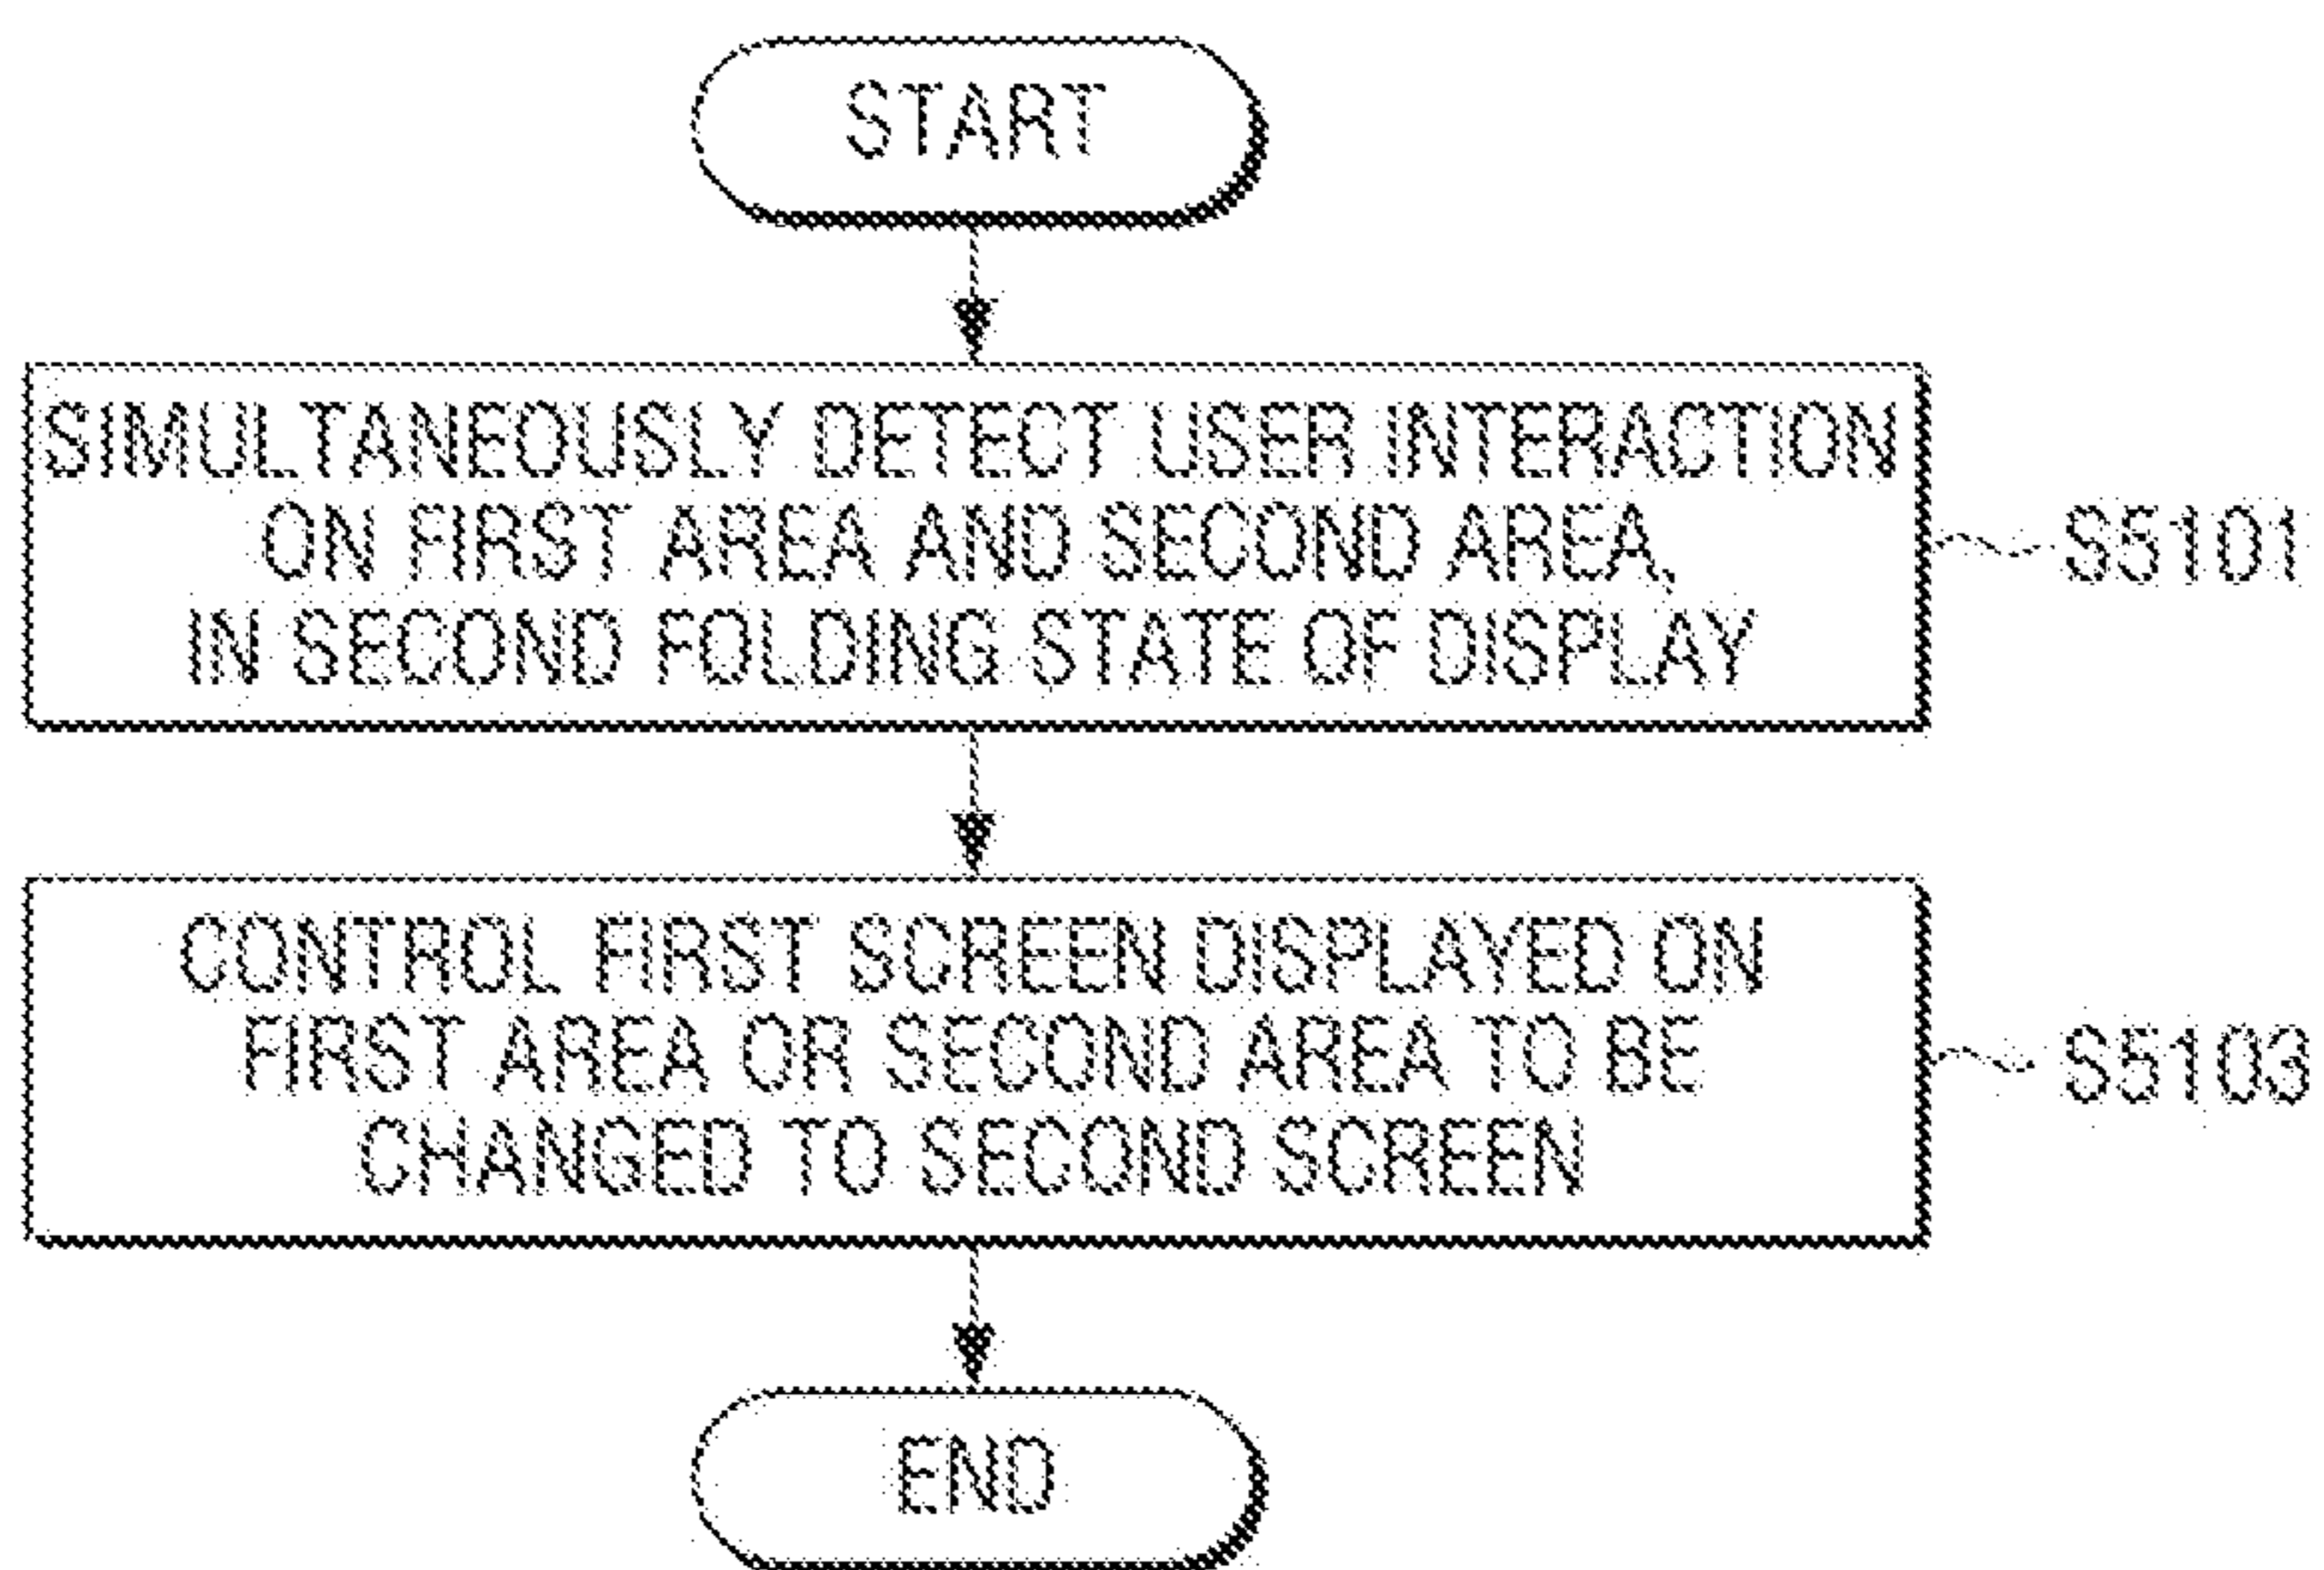 START
SIMULTANEOUSLY DETECT USER INTERACTION
ON FIRST AREA AND SECOND AREA,
IN SECOND FOLDING STATE OF DISPLAY
S5101
CONTROL FIRST SCREEN DISPLAYED ON
FIRST AREA OR SECOND AREA TO BE
CHANGED TO SECOND SCREEN
S5103
END